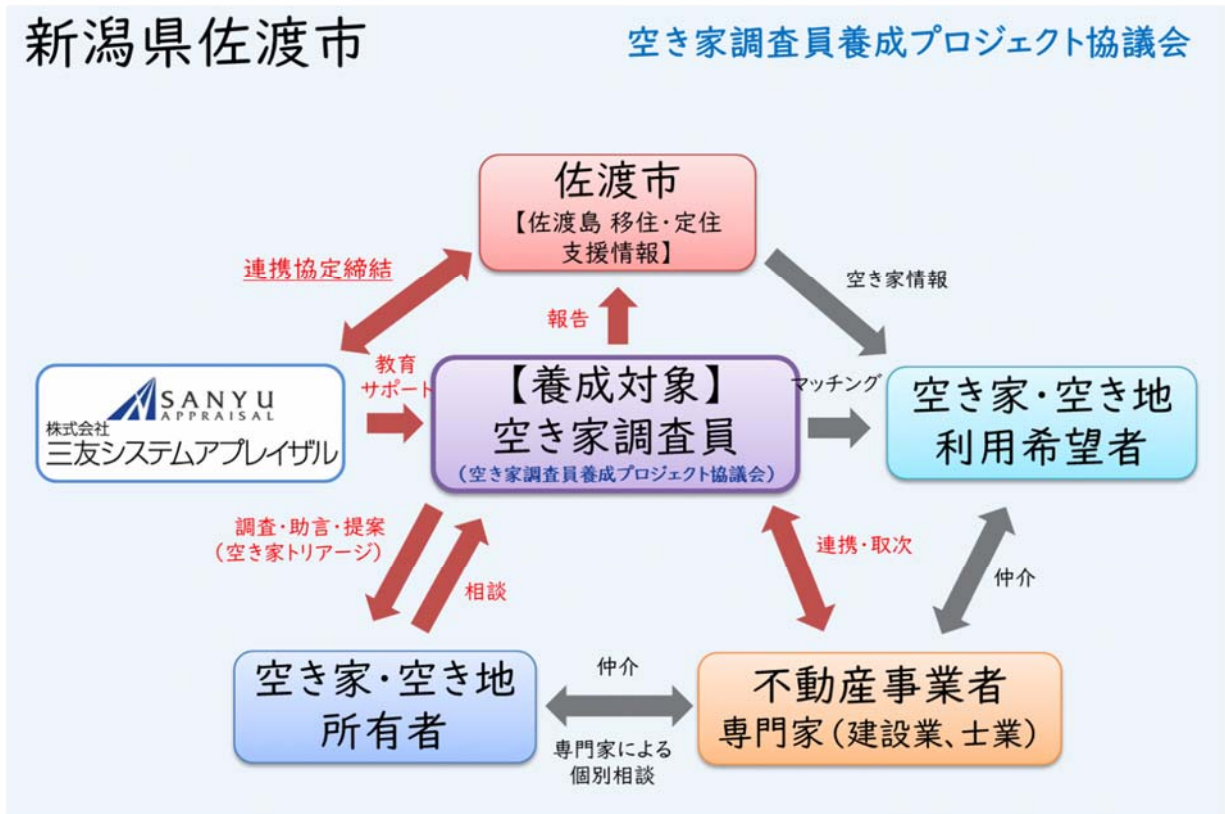 新潟県佐渡市
空き家調査員養成プロジェクト協議会
佐渡市
【佐渡島 移住・定住
支援情報】
連携協定締結
空き家情報
報告
教育
サポート
SANYU
APPRAISAL
株式会社
三友システムアプレイザル
【養成対象】
空き家調査員
（空き家調査員養成プロジェクト協議会）
マッチング
空き家・空き地
利用希望者
調査・助言・提案
（空き家トリアージ）
相談
連携・取次
仲介
空き家・空き地
所有者
仲介
専門家による
個別相談
不動産事業者
専門家（建設業、士業）